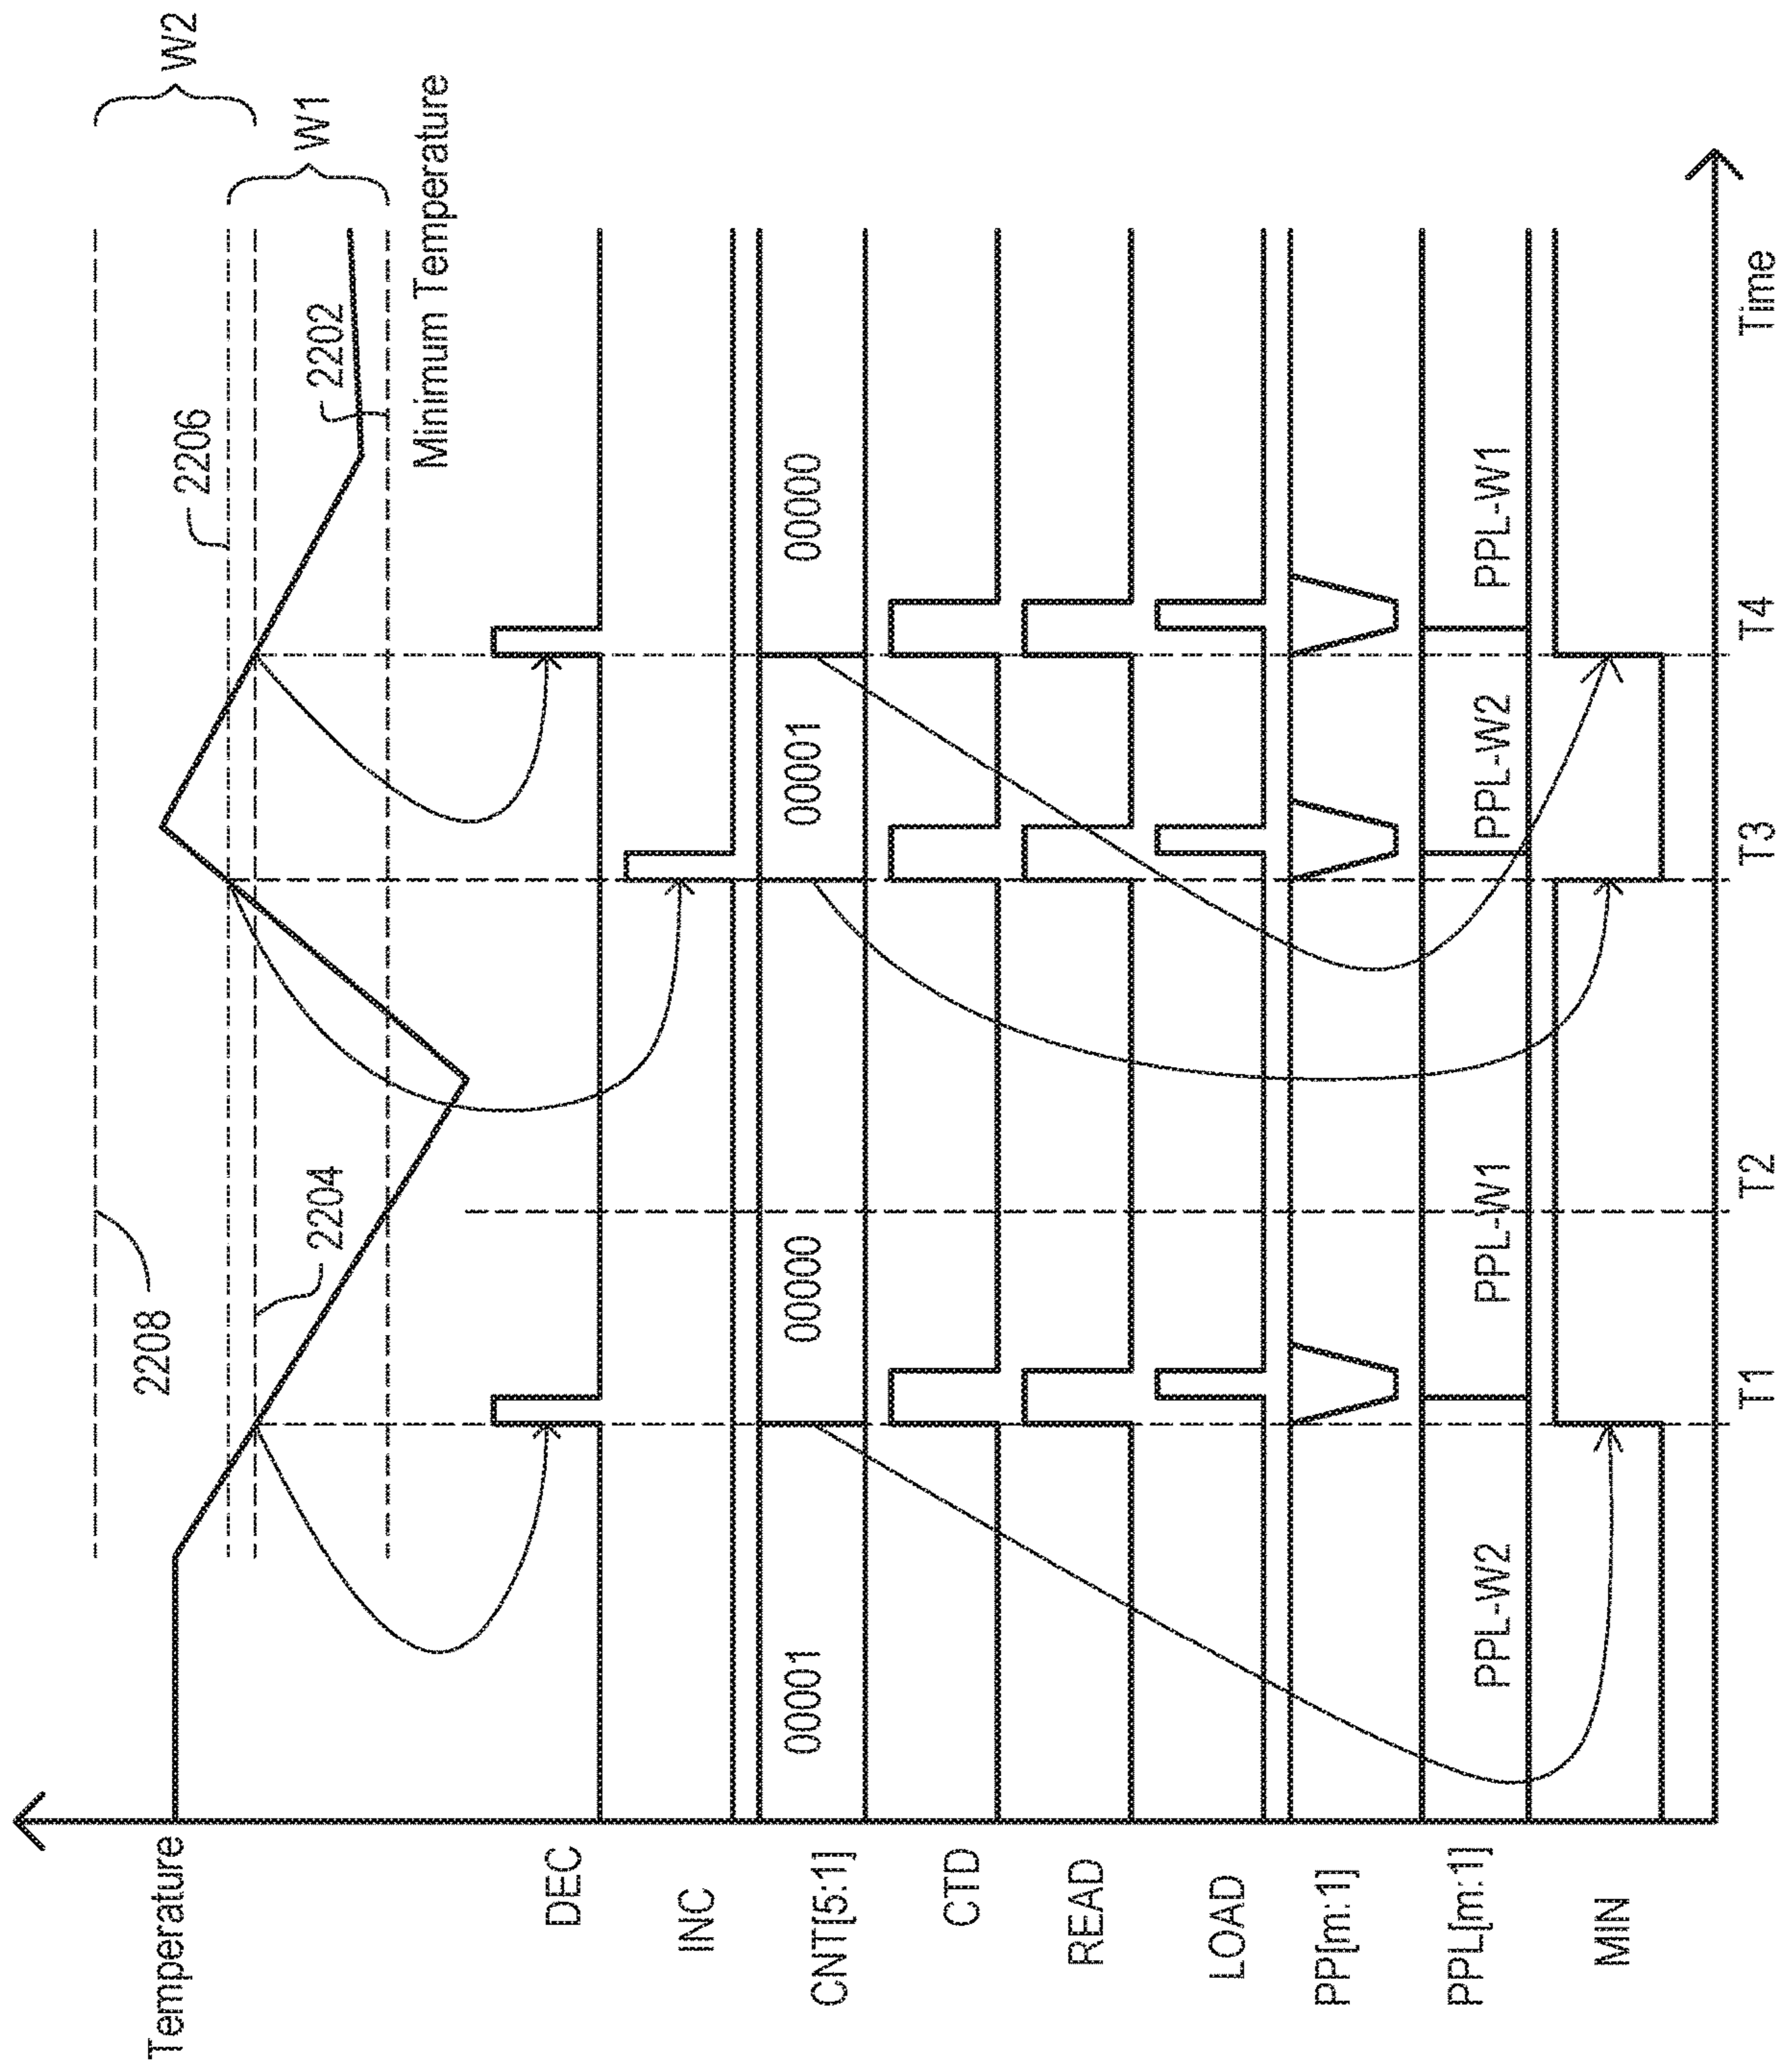 W2
W1
2208
2206
2204
2202
Minimum Temperature
Temperature
DEC
INC
CNT[5:1]
00001
00000
00001
00000
CTD
READ
LOAD
PP[m:1]
PPL[m:1]
PPL-W2
PPL-W1
PPL-W2
PPL-W1
MIN
T1
T2
T3
T4
Time